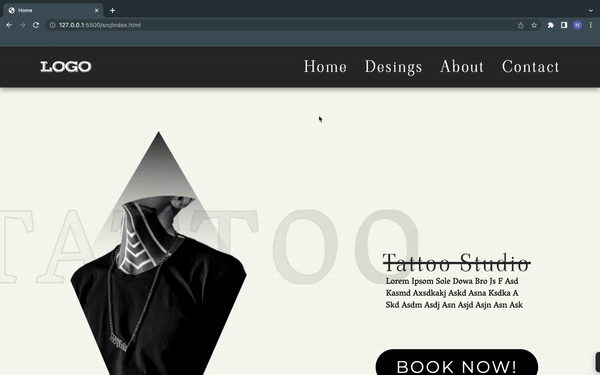 Home
127.0.0.1:5500/src/index.html
M
LOGO
Home Desings About Contact
TATTOO
Tattoo Studio
Lorem Ipsom Sole Dowa Bro Js F Asd
Kasmd Axsdkakj Askd Asna Ksdka A
Skd Asdm Asdj Asn Asjd Asjn Asn Ask
BOOK NOW!